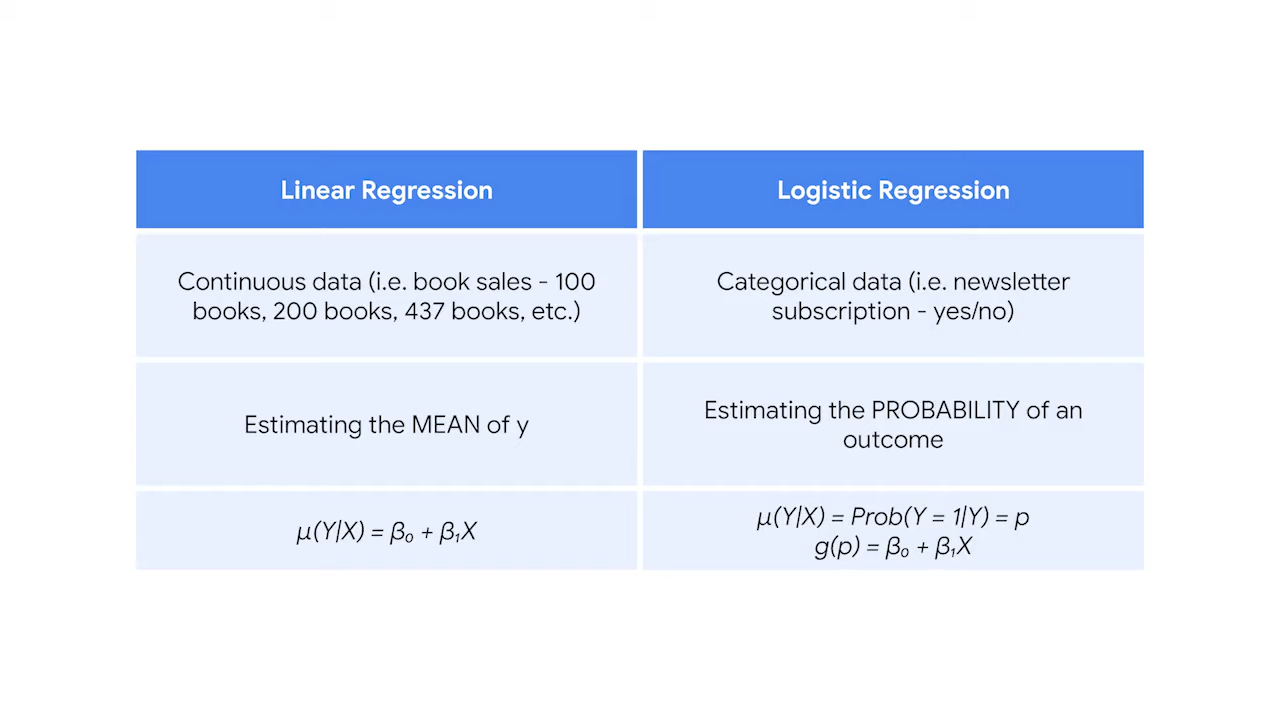 Linear Regression
Logistic Regression
Continuous data (i.e. book sales - 100
books, 200 books, 437 books, etc.)
Categorical data (i.e. newsletter
subscription - yes/no)
Estimating the MEAN of y
Estimating the PROBABILITY of an
outcome
μ(Y|X) = β₀ + β₁X
μ(Y|X) = Prob(Y = 1|Y) = p
g(p) = β₀ + β₁X